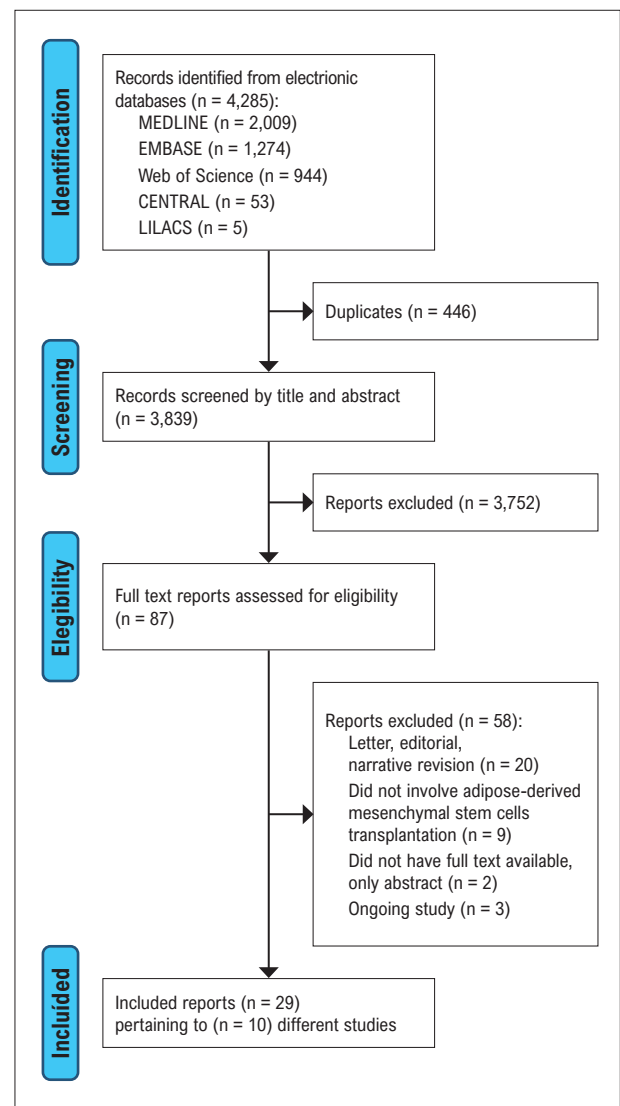 Identification
Records identified from electrionic
databases (n = 4,285):
MEDLINE (n = 2,009)
EMBASE (n = 1,274)
Web of Science (n = 944)
CENTRAL (n = 53)
LILACS (n = 5)
Duplicates (n = 446)
Screening
Records screened by title and abstract
(n = 3,839)
Reports excluded (n = 3,752)
Elegibility
Full text reports assessed for eligibility
(n = 87)
Reports excluded (n = 58):
Letter, editorial,
narrative revision (n = 20)
Did not involve adipose-derived
mesenchymal stem cells
transplantation (n = 9)
Did not have full text available,
only abstract (n = 2)
Ongoing study (n = 3)
Incluíded
Included reports (n = 29)
pertaining to (n = 10) different studies